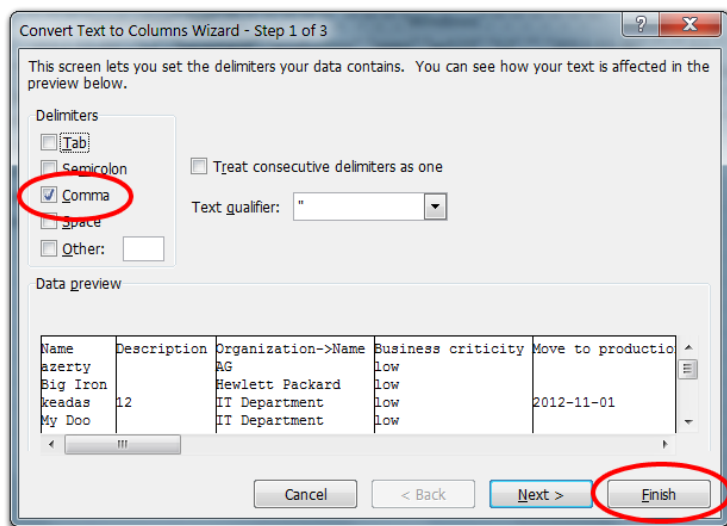 Convert Text to Columns Wizard - Step 1 of 3
This screen lets you set the delimiters your data contains. You can see how your text is affected in the
preview below.
Delimiters
Tab
Semicolon
Treat consecutive delimiters as one
Comma
Text qualifier: "
Space
Other:
Data preview
Name Description Organization->Name Business criticity Move to productio
azerty AG low
Big Iron Hewlett Packard low
keadas 12 IT Department low 2012-11-01
My Doo IT Department low
Cancel < Back Next > Finish